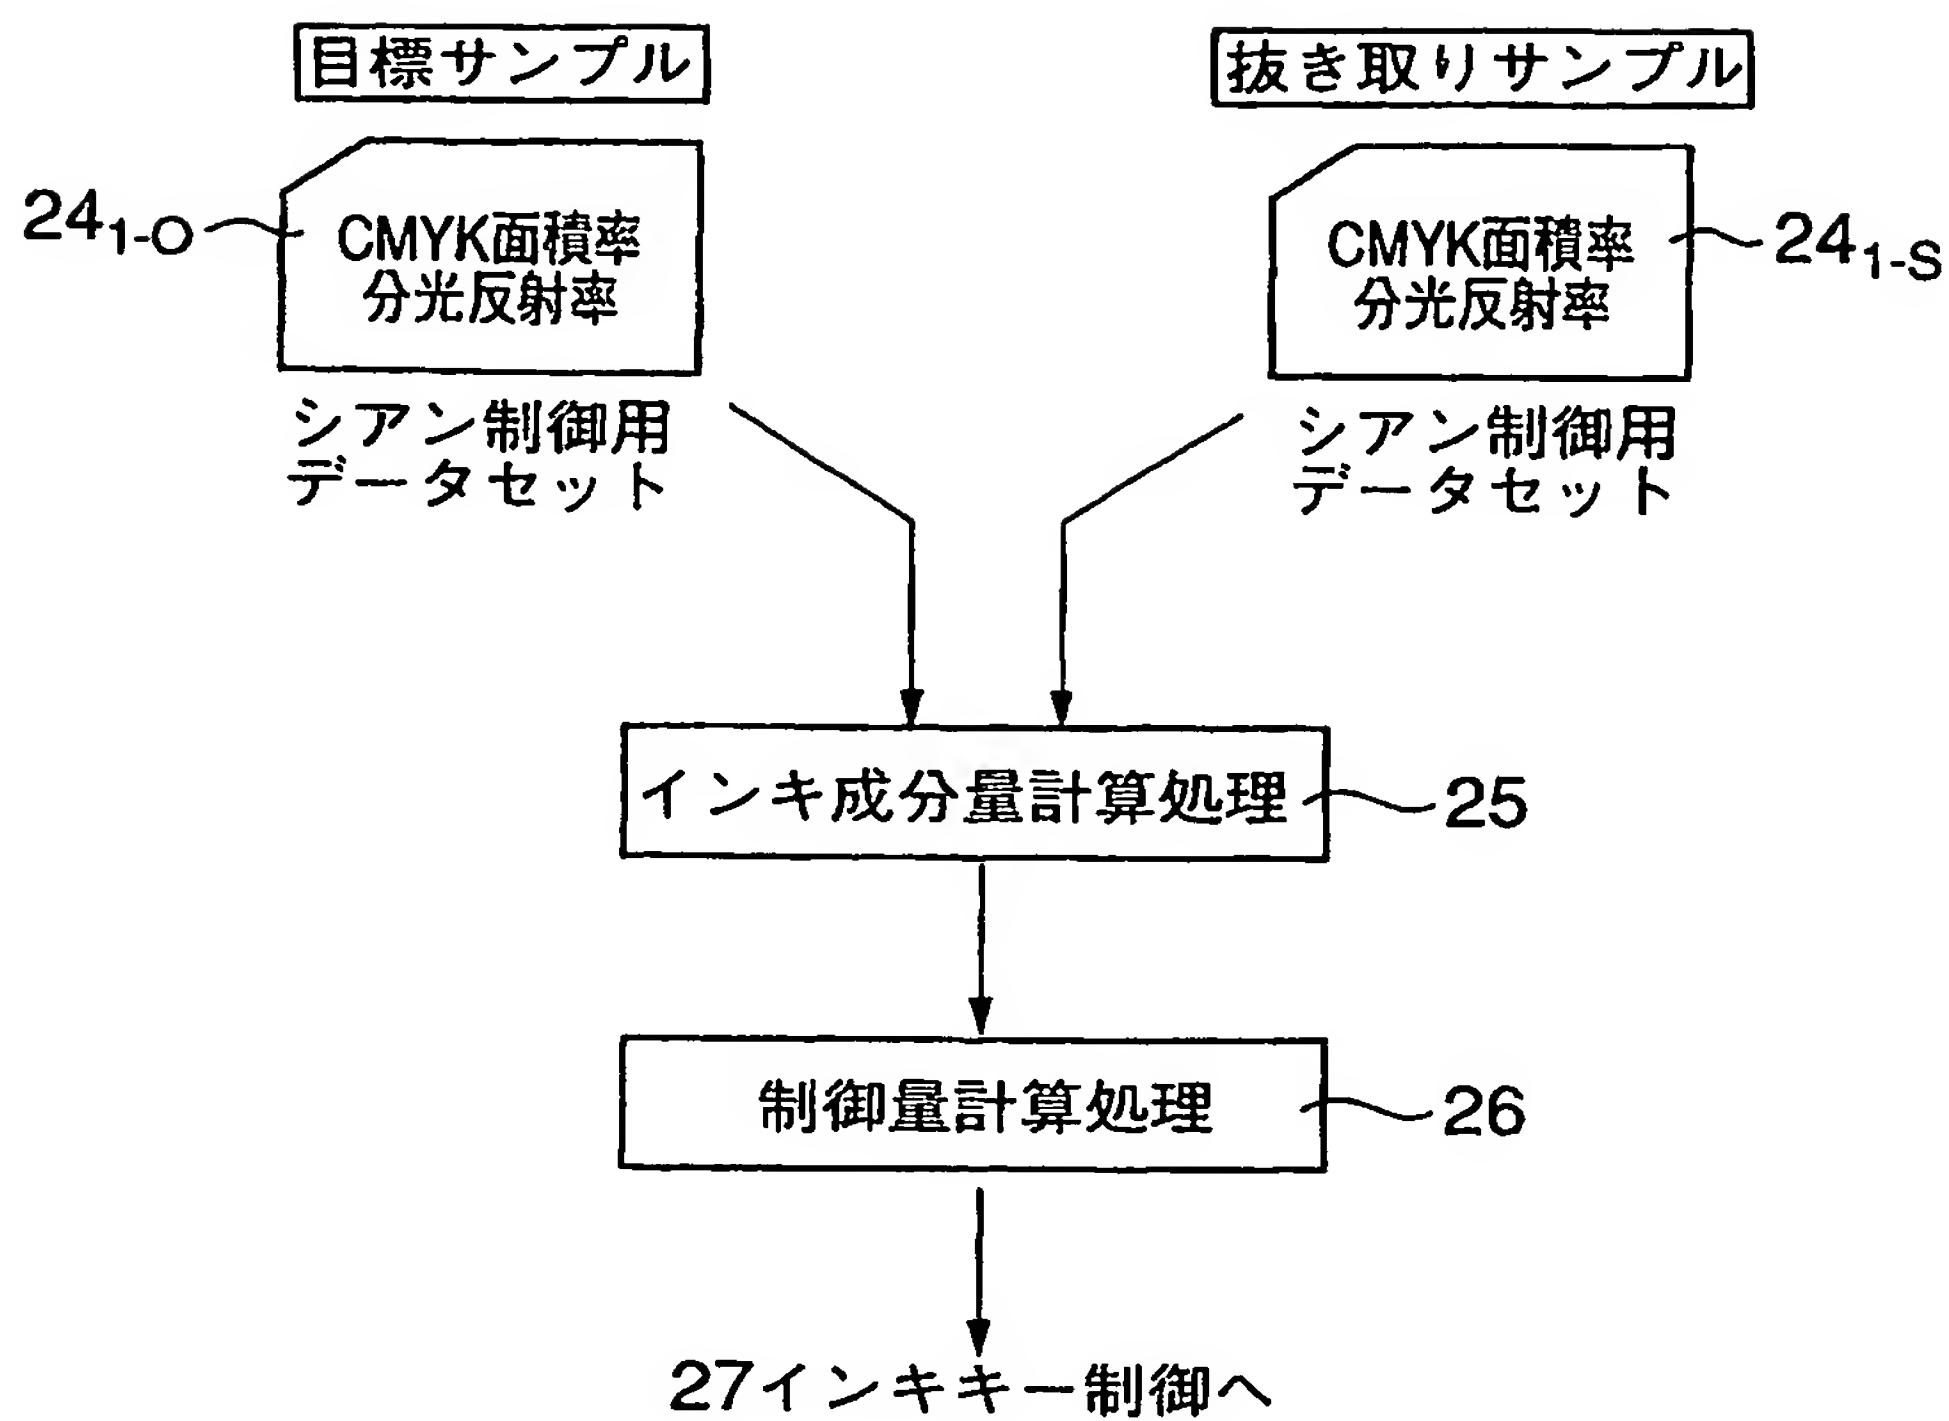 目標サンプル
抜き取りサンプル
24₁₋O
CMYK面積率
分光反射率
CMYK面積率
分光反射率
24₁₋S
シアン制御用
データセット
シアン制御用
データセット
インキ成分量計算処理
25
制御量計算処理
26
27インキキー制御へ